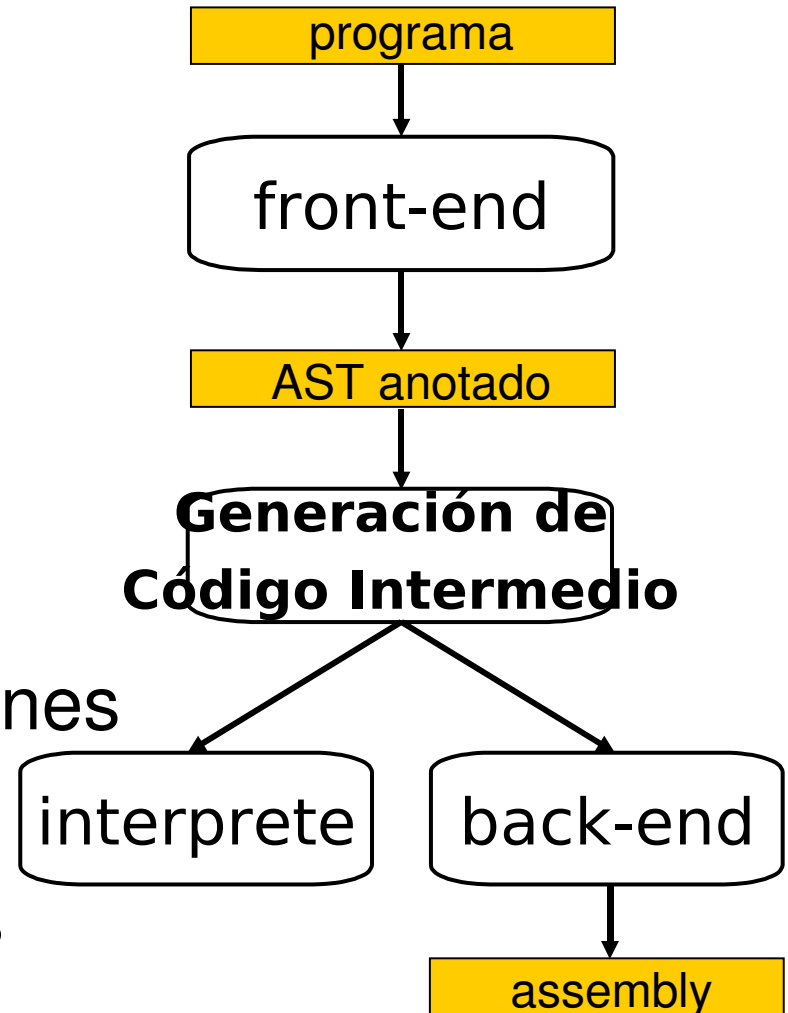 programa
front-end
AST anotado
Generación de
Código Intermedio
nes
interprete
back-end
assembly